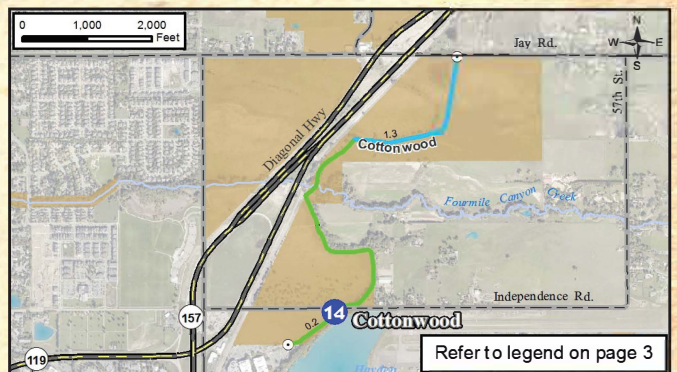 0 1,000 2,000
Feet
N
W E
S
Jay Rd.
57th St.
Diagonal Hwy
1.3
Cottonwood
Fourmile Canyon Creek
Independence Rd.
14 Cottonwood
0.2
157
119
Refer to legend on page 3